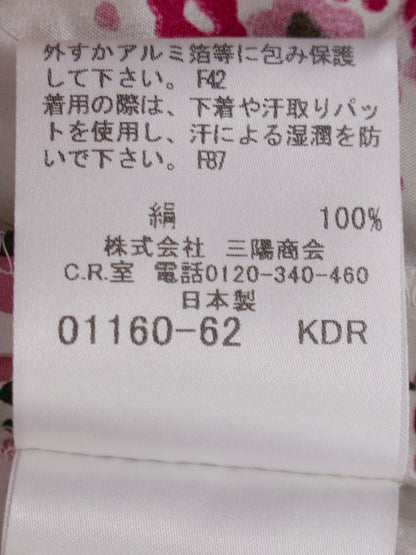 外すかアルミ箔等に包み保護
して下さい。 F42
着用の際は、下着や汗取りパッ
トを使用し、汗による湿潤を防
いで下さい。 F87
絹 100%
株式会社 三陽商会
C.R.室 電話0120-340-460
日本製
01160-62 KDR